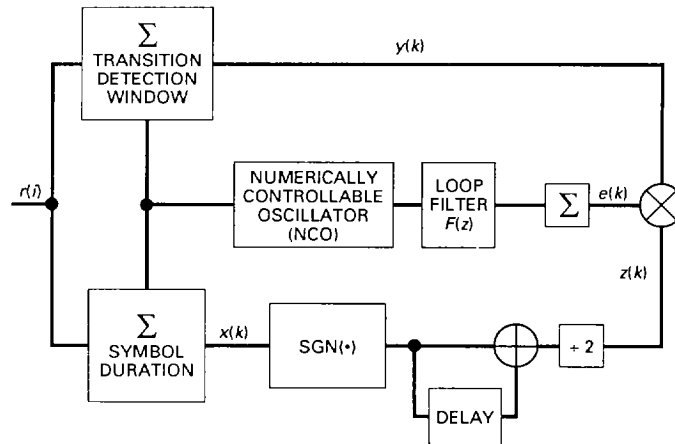 Σ
TRANSITION
DETECTION
WINDOW
y(k)
r(i)
NUMERICALLY
CONTROLLABLE
OSCILLATOR
(NCO)
LOOP
FILTER
F(z)
Σ
e(k)
z(k)
Σ
SYMBOL
DURATION
x(k)
SGN(•)
÷ 2
DELAY